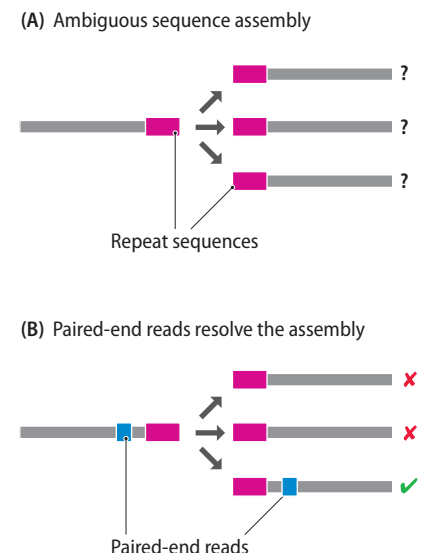 (A) Ambiguous sequence assembly
?
?
?
Repeat sequences
(B) Paired-end reads resolve the assembly
✘
✘
✔
Paired-end reads